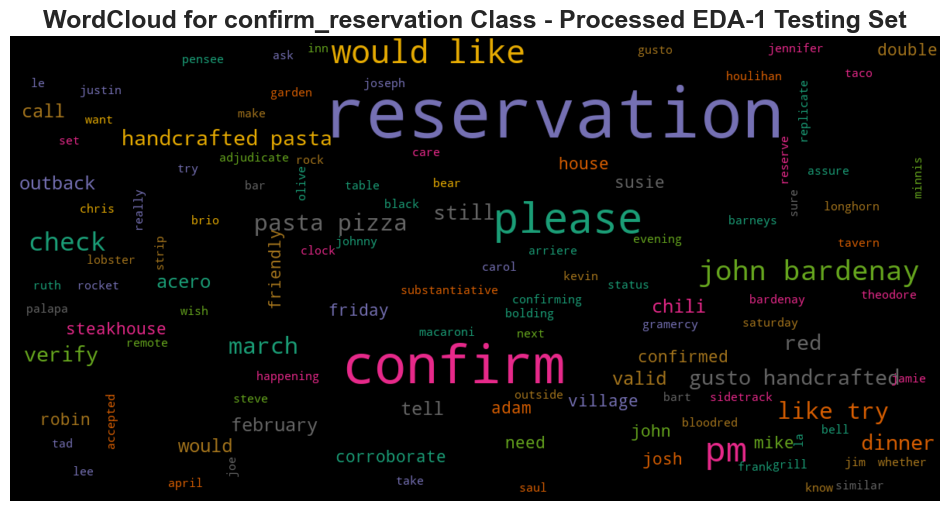 WordCloud for confirm_reservation Class - Processed EDA-1 Testing Set
pensee inn ask would like gusto jennifer double
le justin joseph houlihan taco
call want garden make reservation replicate
set handcrafted pasta
adjudicate rock care house reserve minnis
outback try olive bar table bear susie assure
chris really brio black still please sure longhorn
pasta pizza barneys
check strip friendly johnny evening tavern
lobster clock arriere
ruth rocket acero carol kevin status john bardenay
palapa wish friday substantive confirming chili bardenay theodore
steakhouse bolding gramercy saturday
verify remote march macaroni next red
happening confirm confirmed
steve outside valid gusto handcrafted jamie
robin accepted february tell adam village bart sidetrack like try
tad would need john bloodred la bell dinner
lee joe corroborate josh pm mike
frank grill jim whether
april take saul know similar